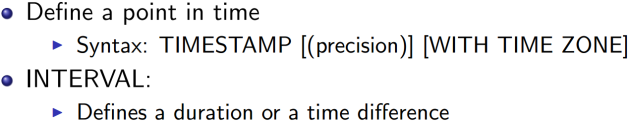 Define a point in time
Syntax: TIMESTAMP [(precision)] [WITH TIME ZONE]
INTERVAL:
Defines a duration or a time difference